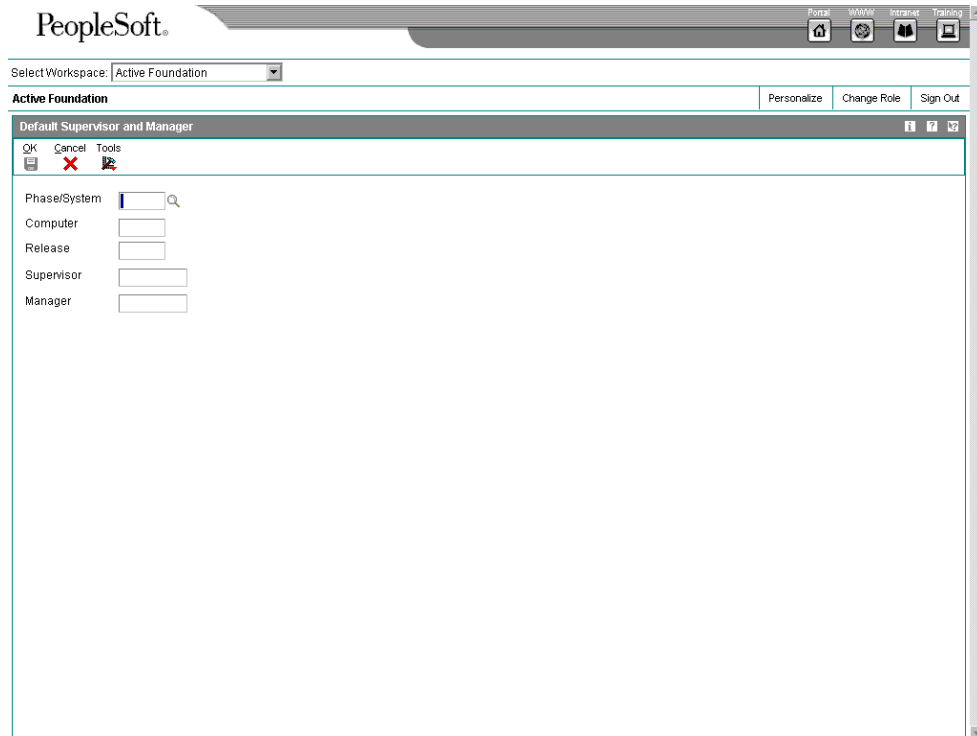 PeopleSoft®
Portal WWW Intranet Training
Select Workspace: Active Foundation
Active Foundation Personalize Change Role Sign Out
Default Supervisor and Manager
OK Cancel Tools
Phase/System
Computer
Release
Supervisor
Manager